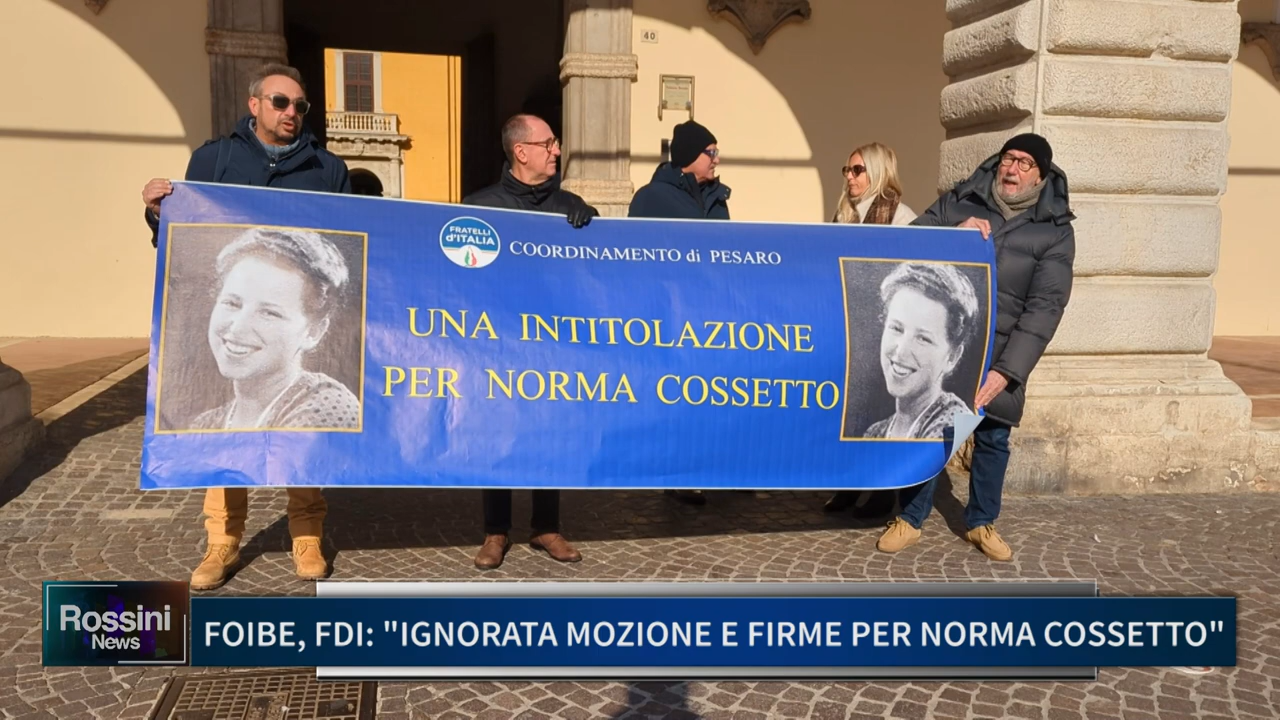 40
FRATELLI
d'ITALIA
COORDINAMENTO di PESARO
UNA INTITOLAZIONE
PER NORMA COSSETTO
Rossini
News
FOIBE, FDI: "IGNORATA MOZIONE E FIRME PER NORMA COSSETTO"